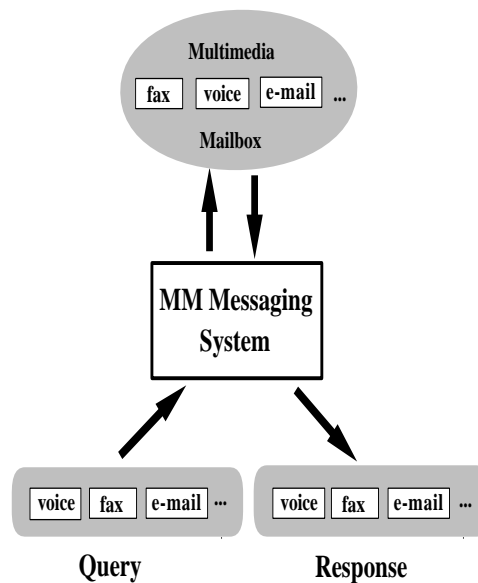 Multimedia
fax voice e-mail ...
Mailbox
MM Messaging
System
voice fax e-mail ... voice fax e-mail ...
Query Response